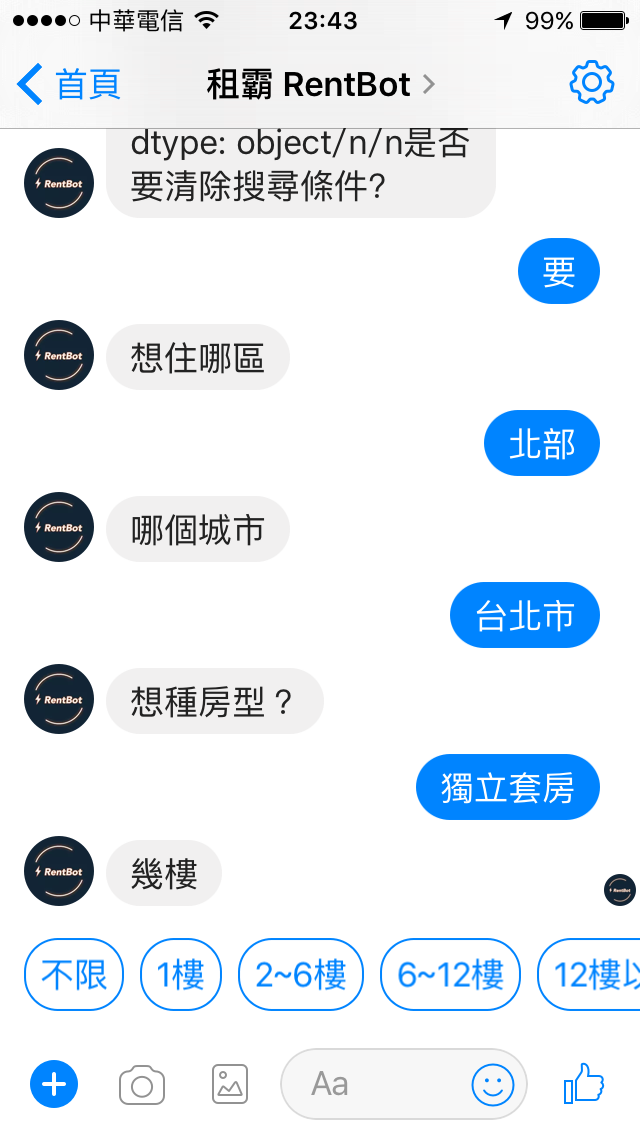 中華電信 23:43 99%
首頁 租霸 RentBot
dtype: object/n/n是否
要清除搜尋條件?
RentBot
要
RentBot
想住哪區
北部
RentBot
哪個城市
台北市
RentBot
想種房型？
獨立套房
RentBot
幾樓
RentBot
不限 1樓 2~6樓 6~12樓 12樓以
Aa